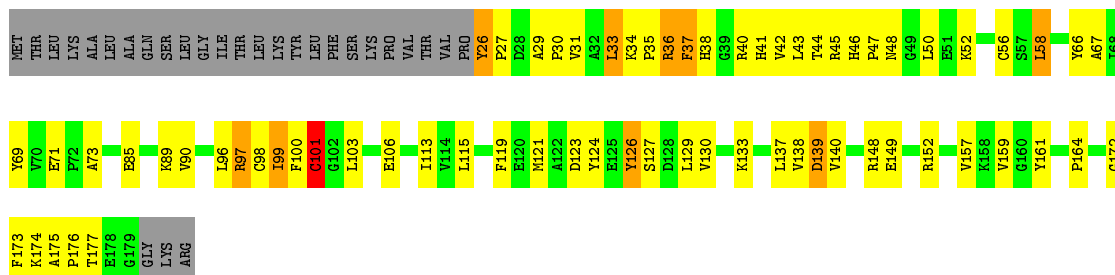 MET THR LEU LYS ALA LEU ALA GLN SER LEU GLY ILE THR LEU LYS TYR LEU PHE SER LYS PRO VAL THR VAL PRO Y26 P27 D28 A29 P30 V31 A32 L33 K34 P35 R36 F37 H38 G39 R40 H41 V42 L43 T44 R45 H46 P47 N48 G49 L50 E51 K52 C56 S57 L58 Y66 A67 I68
Y69 V70 E71 P72 A73 E85 K89 V90 L96 R97 C98 I99 F100 C101 G102 L103 E106 I113 V114 L115 F119 E120 M121 A122 D123 Y124 E125 Y126 S127 D128 L129 V130 K133 L137 V138 D139 V140 R148 E149 R152 V157 K158 V159 G160 Y161 P164
F173 K174 A175 P176 T177 E178 G179 GLY LYS ARG